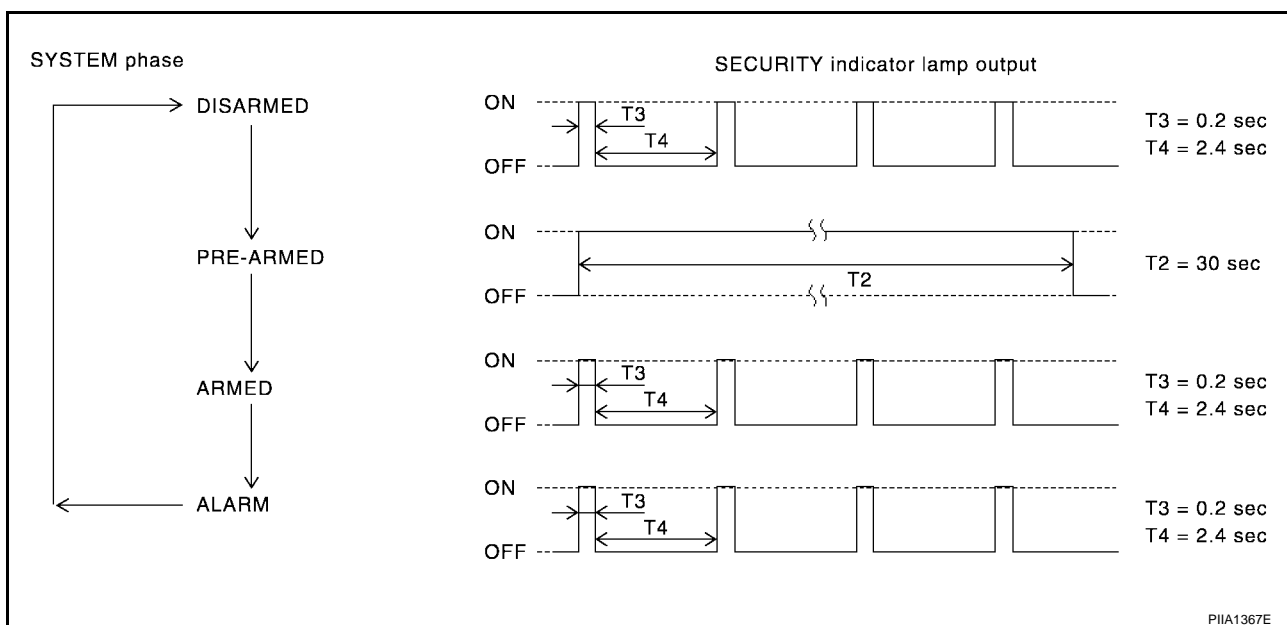 SYSTEM phase
SECURITY indicator lamp output
DISARMED
ON
OFF
T3
T4
T3 = 0.2 sec
T4 = 2.4 sec
PRE-ARMED
ON
OFF
T2
T2 = 30 sec
ARMED
ON
OFF
T3
T4
T3 = 0.2 sec
T4 = 2.4 sec
ALARM
ON
OFF
T3
T4
T3 = 0.2 sec
T4 = 2.4 sec
PIIA1367E